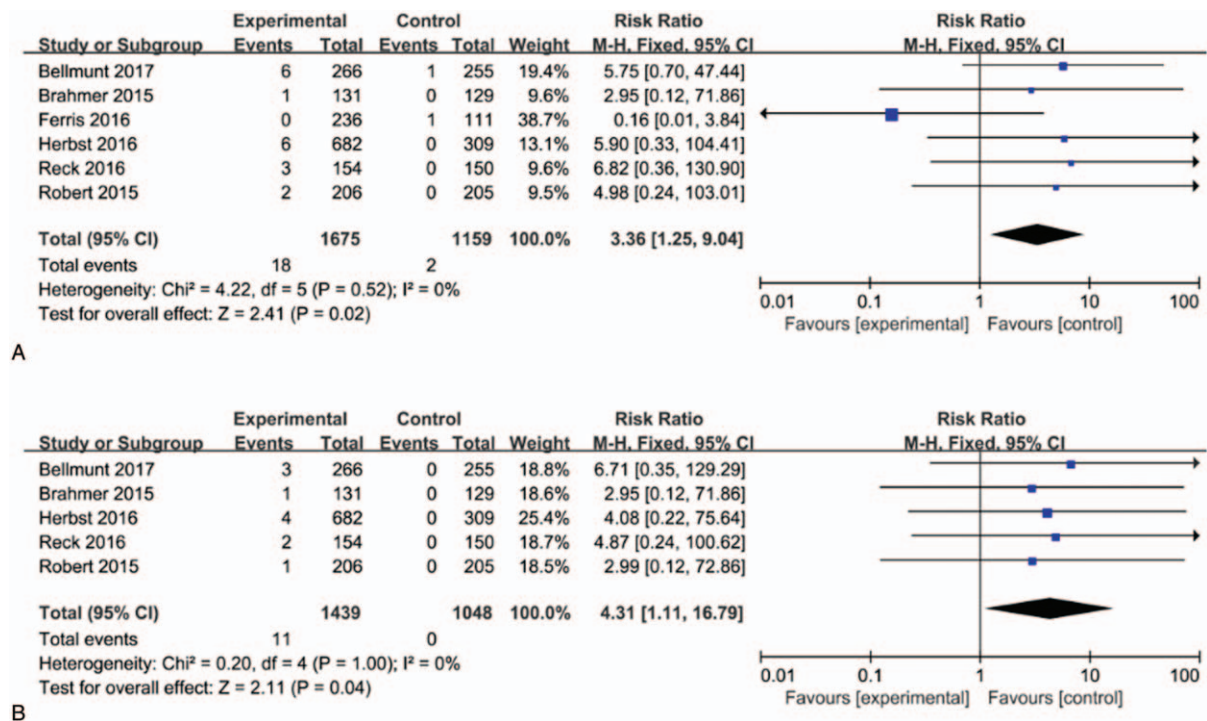 Experimental Control Risk Ratio Risk Ratio
Study or Subgroup Events Total Events Total Weight M-H, Fixed, 95% CI M-H, Fixed, 95% CI
Bellmunt 2017 6 266 1 255 19.4% 5.75 [0.70, 47.44]
Brahmer 2015 1 131 0 129 9.6% 2.95 [0.12, 71.86]
Ferris 2016 0 236 1 111 38.7% 0.16 [0.01, 3.84]
Herbst 2016 6 682 0 309 13.1% 5.90 [0.33, 104.41]
Reck 2016 3 154 0 150 9.6% 6.82 [0.36, 130.90]
Robert 2015 2 206 0 205 9.5% 4.98 [0.24, 103.01]
Total (95% CI) 1675 1159 100.0% 3.36 [1.25, 9.04]
Total events 18 2
Heterogeneity: Chi² = 4.22, df = 5 (P = 0.52); I² = 0%
Test for overall effect: Z = 2.41 (P = 0.02)
0.01 0.1 1 10 100
Favours [experimental] Favours [control]
A
Experimental Control Risk Ratio Risk Ratio
Study or Subgroup Events Total Events Total Weight M-H, Fixed, 95% CI M-H, Fixed, 95% CI
Bellmunt 2017 3 266 0 255 18.8% 6.71 [0.35, 129.29]
Brahmer 2015 1 131 0 129 18.6% 2.95 [0.12, 71.86]
Herbst 2016 4 682 0 309 25.4% 4.08 [0.22, 75.64]
Reck 2016 2 154 0 150 18.7% 4.87 [0.24, 100.62]
Robert 2015 1 206 0 205 18.5% 2.99 [0.12, 72.86]
Total (95% CI) 1439 1048 100.0% 4.31 [1.11, 16.79]
Total events 11 0
Heterogeneity: Chi² = 0.20, df = 4 (P = 1.00); I² = 0%
Test for overall effect: Z = 2.11 (P = 0.04)
0.01 0.1 1 10 100
Favours [experimental] Favours [control]
B